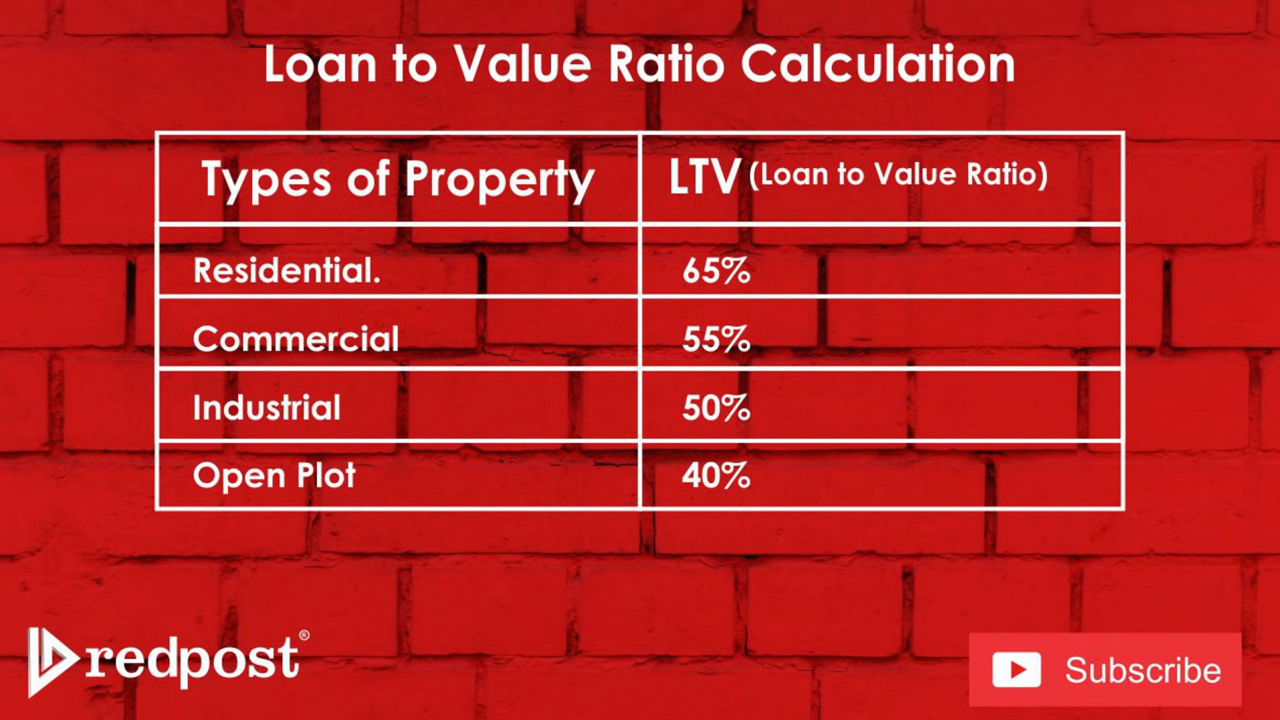 Loan to Value Ratio Calculation
Types of Property LTV (Loan to Value Ratio)
Residential. 65%
Commercial 55%
Industrial 50%
Open Plot 40%
redpost®
Subscribe